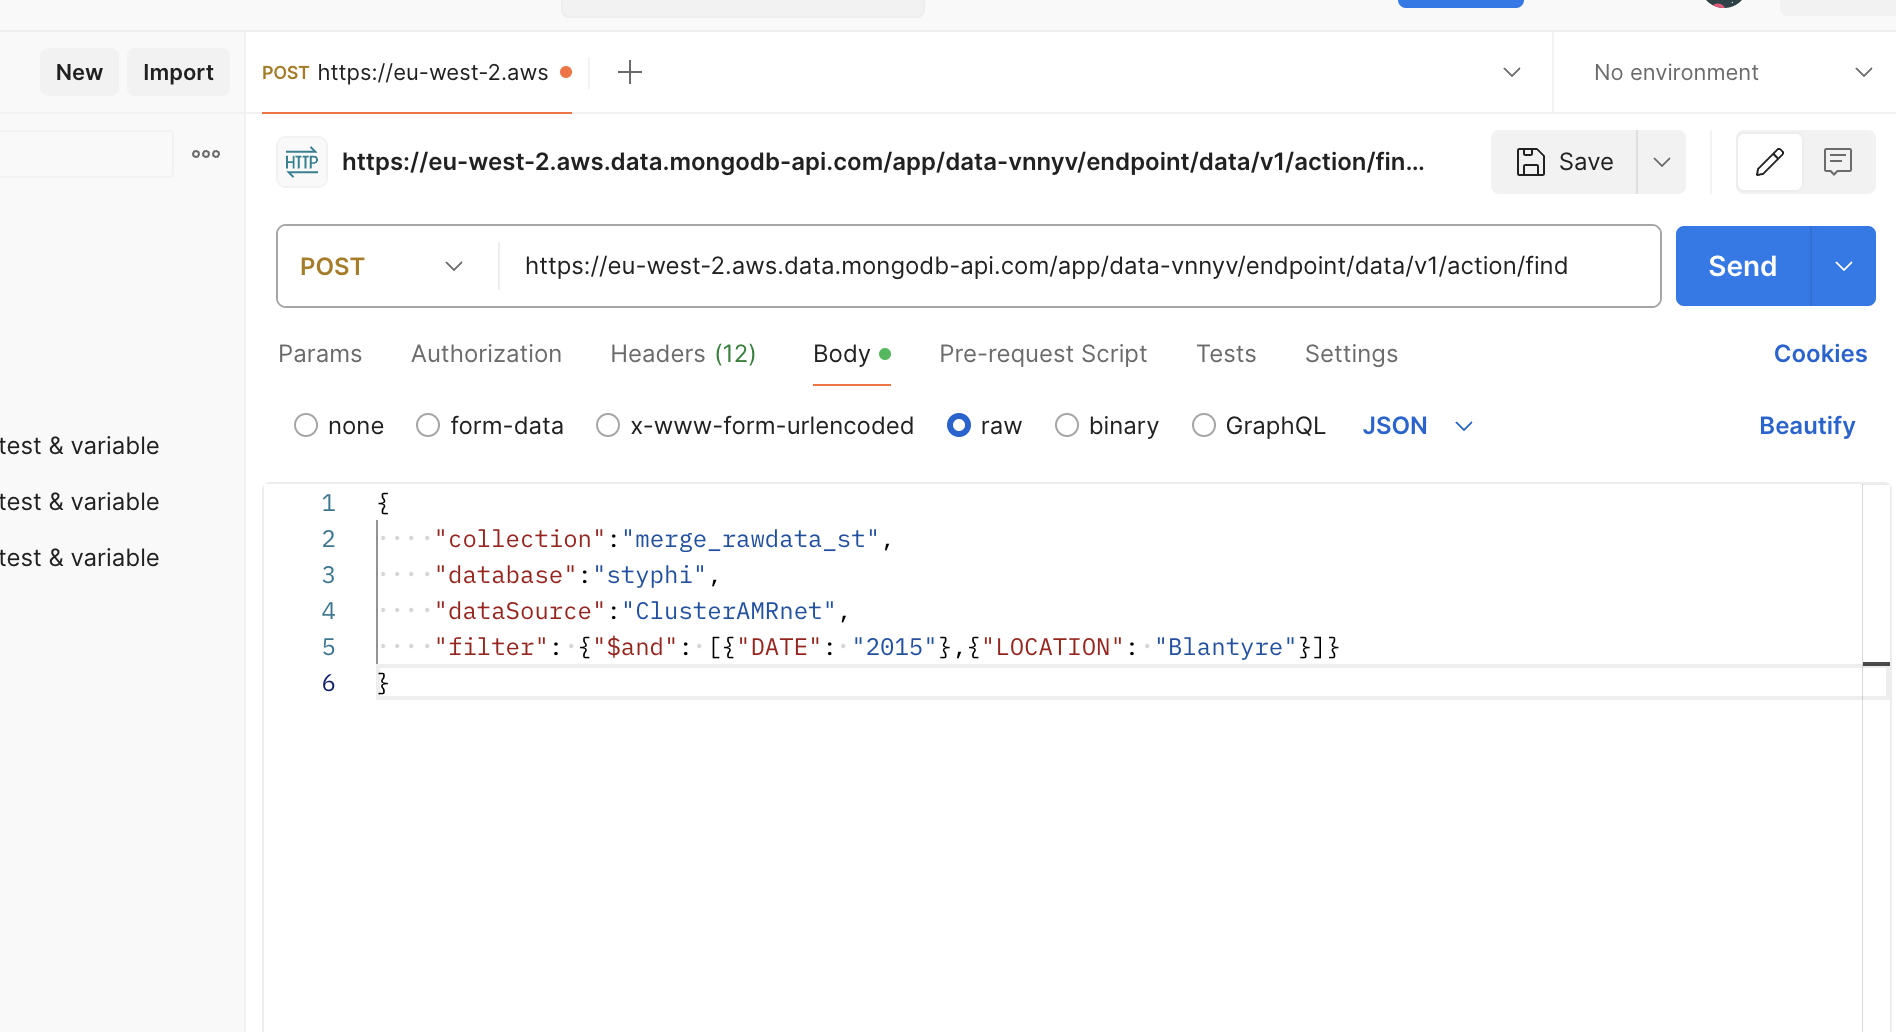 New
Import
POST https://eu-west-2.aws
No environment
HTTP
https://eu-west-2.aws.data.mongodb-api.com/app/data-vnnyv/endpoint/data/v1/action/fin...
Save
POST
https://eu-west-2.aws.data.mongodb-api.com/app/data-vnnyv/endpoint/data/v1/action/find
Send
Params
Authorization
Headers (12)
Body
Pre-request Script
Tests
Settings
Cookies
none
form-data
x-www-form-urlencoded
raw
binary
GraphQL
JSON
Beautify
test & variable
test & variable
test & variable
1 {
2 "collection":"merge_rawdata_st",
3 "database":"styphi",
4 "dataSource":"ClusterAMRnet",
5 "filter": {"$and": [{"DATE": "2015"},{"LOCATION": "Blantyre"}]}
6 }